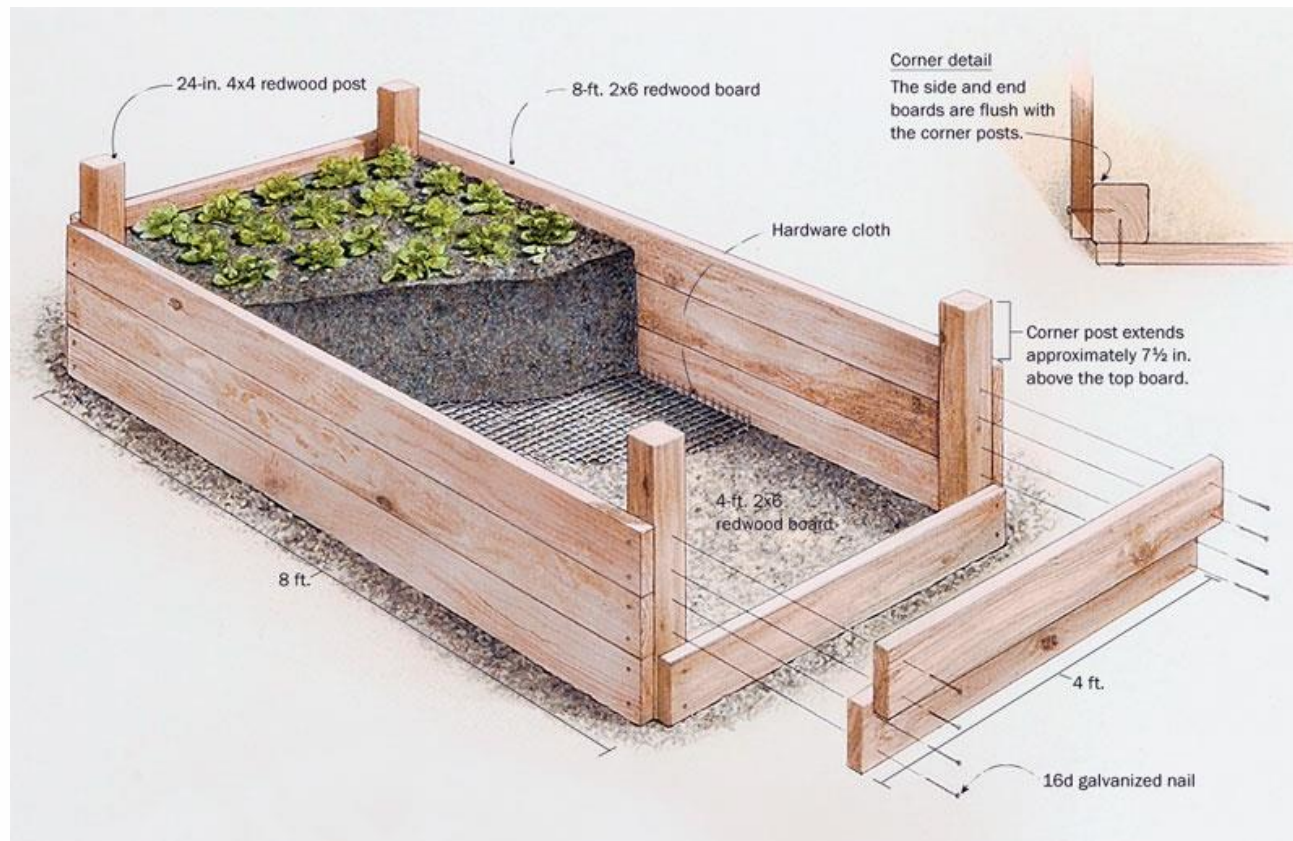 24-in. 4x4 redwood post
8-ft. 2x6 redwood board
Corner detail
The side and end
boards are flush with
the corner posts.
Hardware cloth
Corner post extends
approximately 7½ in.
above the top board.
4-ft. 2x6
redwood board
8 ft.
4 ft.
16d galvanized nail